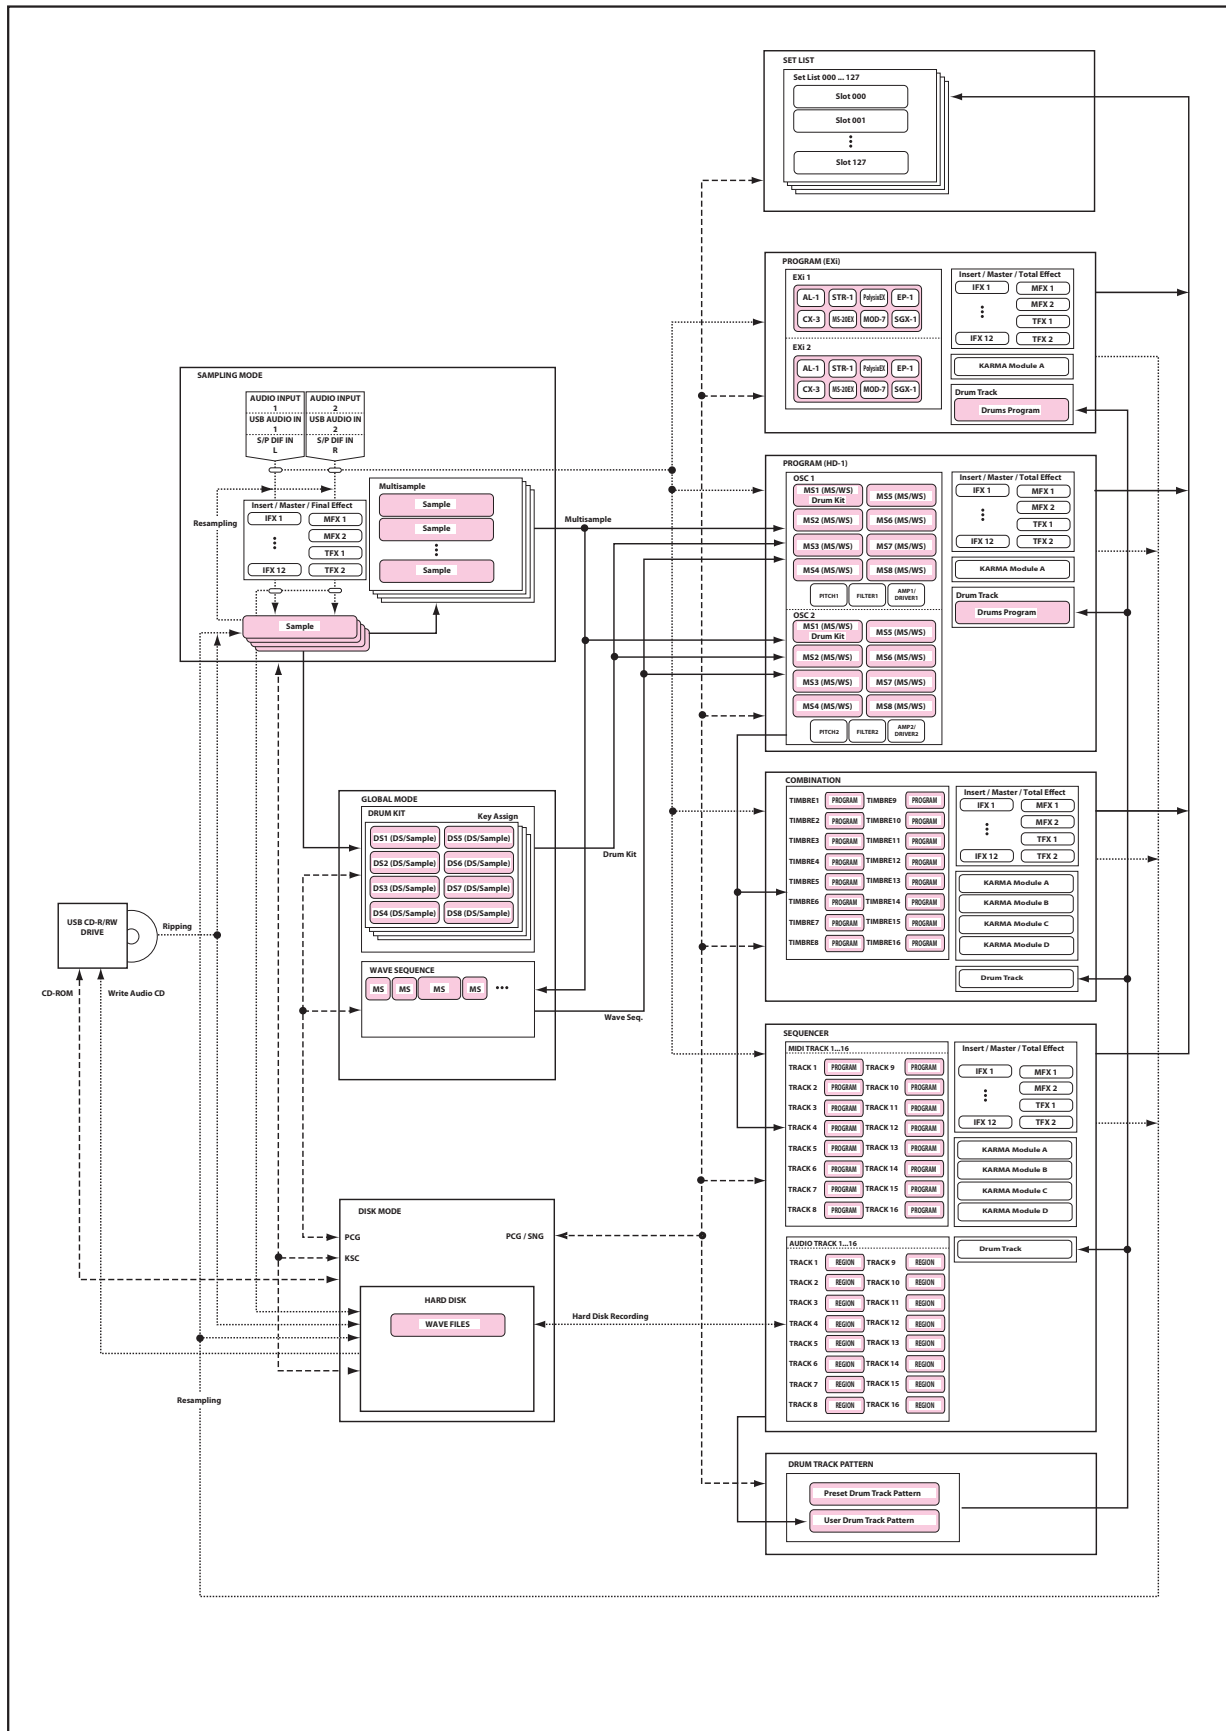 SET LIST
Set List 000 ... 127
Slot 000
Slot 001
Slot 127
PROGRAM (EXi)
EXi 1
AL-1 STR-1 PolysixEX EP-1
CX-3 MS-20EX MOD-7 SGX-1
EXi 2
AL-1 STR-1 PolysixEX EP-1
CX-3 MS-20EX MOD-7 SGX-1
Insert / Master / Total Effect
IFX 1 MFX 1
MFX 2
TFX 1
IFX 12 TFX 2
KARMA Module A
Drum Track
Drums Program
SAMPLING MODE
AUDIO INPUT 1
AUDIO INPUT 2
USB AUDIO IN 1
USB AUDIO IN 2
S/P DIF IN L
S/P DIF IN R
Resampling
Insert / Master / Final Effect
IFX 1 MFX 1
MFX 2
TFX 1
IFX 12 TFX 2
Sample
Multisample
Sample
Sample
Sample
Multisample
PROGRAM (HD-1)
OSC 1
MS1 (MS/WS) Drum Kit
MS5 (MS/WS)
MS2 (MS/WS) MS6 (MS/WS)
MS3 (MS/WS) MS7 (MS/WS)
MS4 (MS/WS) MS8 (MS/WS)
PITCH1 FILTER1 AMP1/DRIVER1
OSC 2
MS1 (MS/WS) Drum Kit
MS5 (MS/WS)
MS2 (MS/WS) MS6 (MS/WS)
MS3 (MS/WS) MS7 (MS/WS)
MS4 (MS/WS) MS8 (MS/WS)
PITCH2 FILTER2 AMP2/DRIVER2
Insert / Master / Total Effect
IFX 1 MFX 1
MFX 2
TFX 1
IFX 12 TFX 2
KARMA Module A
Drum Track
Drums Program
GLOBAL MODE
DRUM KIT
Key Assign
DS1 (DS/Sample) DS5 (DS/Sample)
DS2 (DS/Sample) DS6 (DS/Sample)
DS3 (DS/Sample) DS7 (DS/Sample)
DS4 (DS/Sample) DS8 (DS/Sample)
Drum Kit
WAVE SEQUENCE
MS MS MS MS
Wave Seq.
USB CD-R/RW
DRIVE
Ripping
CD-ROM
Write Audio CD
COMBINATION
TIMBRE1 PROGRAM TIMBRE9 PROGRAM
TIMBRE2 PROGRAM TIMBRE10 PROGRAM
TIMBRE3 PROGRAM TIMBRE11 PROGRAM
TIMBRE4 PROGRAM TIMBRE12 PROGRAM
TIMBRE5 PROGRAM TIMBRE13 PROGRAM
TIMBRE6 PROGRAM TIMBRE14 PROGRAM
TIMBRE7 PROGRAM TIMBRE15 PROGRAM
TIMBRE8 PROGRAM TIMBRE16 PROGRAM
Insert / Master / Total Effect
IFX 1 MFX 1
MFX 2
TFX 1
IFX 12 TFX 2
KARMA Module A
KARMA Module B
KARMA Module C
KARMA Module D
Drum Track
SEQUENCER
MIDI TRACK 1...16
TRACK 1 PROGRAM TRACK 9 PROGRAM
TRACK 2 PROGRAM TRACK 10 PROGRAM
TRACK 3 PROGRAM TRACK 11 PROGRAM
TRACK 4 PROGRAM TRACK 12 PROGRAM
TRACK 5 PROGRAM TRACK 13 PROGRAM
TRACK 6 PROGRAM TRACK 14 PROGRAM
TRACK 7 PROGRAM TRACK 15 PROGRAM
TRACK 8 PROGRAM TRACK 16 PROGRAM
Insert / Master / Total Effect
IFX 1 MFX 1
MFX 2
TFX 1
IFX 12 TFX 2
KARMA Module A
KARMA Module B
KARMA Module C
KARMA Module D
Drum Track
AUDIO TRACK 1...16
TRACK 1 REGION TRACK 9 REGION
TRACK 2 REGION TRACK 10 REGION
TRACK 3 REGION TRACK 11 REGION
TRACK 4 REGION TRACK 12 REGION
TRACK 5 REGION TRACK 13 REGION
TRACK 6 REGION TRACK 14 REGION
TRACK 7 REGION TRACK 15 REGION
TRACK 8 REGION TRACK 16 REGION
DISK MODE
PCG
PCG / SNG
KSC
HARD DISK
WAVE FILES
Hard Disk Recording
Resampling
DRUM TRACK PATTERN
Preset Drum Track Pattern
User Drum Track Pattern